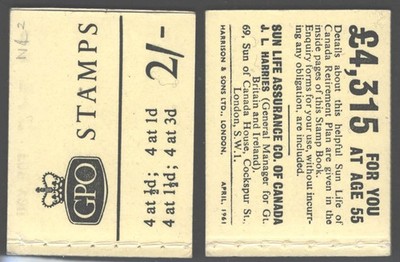 N62
GPO
STAMPS
2/-
4 at ½d; 4 at 1d
4 at 1½d; 4 at 3d
£4,315 FOR YOU
AT AGE 55
Details about this helpful Sun Life of
Canada Retirement Plan are given in the
inside pages of this Stamp Book.
Enquiry forms for your use, without incurr-
ing any obligation, are included.
SUN LIFE ASSURANCE CO. OF CANADA
J. L. HARRIES (General Manager for Gt.
Britain and Ireland),
69, Sun of Canada House, Cockspur St.,
London, S.W.1.
HARRISON & SONS LTD., LONDON.
APRIL, 1961